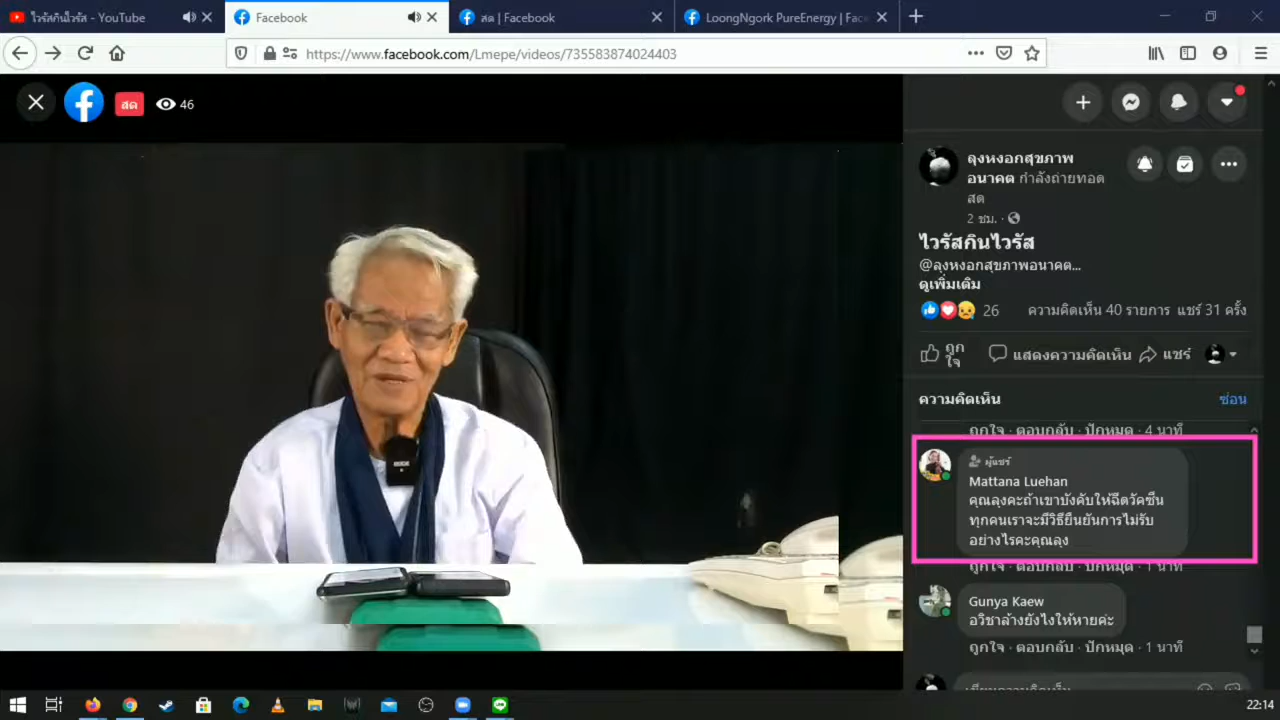 ไวรัสกินไวรัส - YouTube
Facebook
สด | Facebook
LoongNgork PureEnergy | Fac
https://www.facebook.com/Lmepe/videos/735583874024403
สด
46
ลุงหงอกสุขภาพ
อนาคต กำลังถ่ายทอด
สด
2 ชม. ·
ไวรัสกินไวรัส
@ลุงหงอกสุขภาพอนาคต...
ดูเพิ่มเติม
26 ความคิดเห็น 40 รายการ แชร์ 31 ครั้ง
ถูก
ใจ
แสดงความคิดเห็น
แชร์
ความคิดเห็น
ซ่อน
ถูกใจ · ตอบกลับ · ปักหมุด · 4 นาที
ผู้แชร์
Mattana Luehan
คุณลุงคะถ้าเขาบังคับให้ฉีดวัคซีน
ทุกคนเราจะมีวิธียืนยันการไม่รับ
อย่างไรคะคุณลุง
ถูกใจ · ตอบกลับ · ปักหมุด · 1 นาที
Gunya Kaew
อวิชาล้างยังไงให้หายค่ะ
ถูกใจ · ตอบกลับ · ปักหมุด · 1 นาที
เขียนความคิดเห็น
22:14